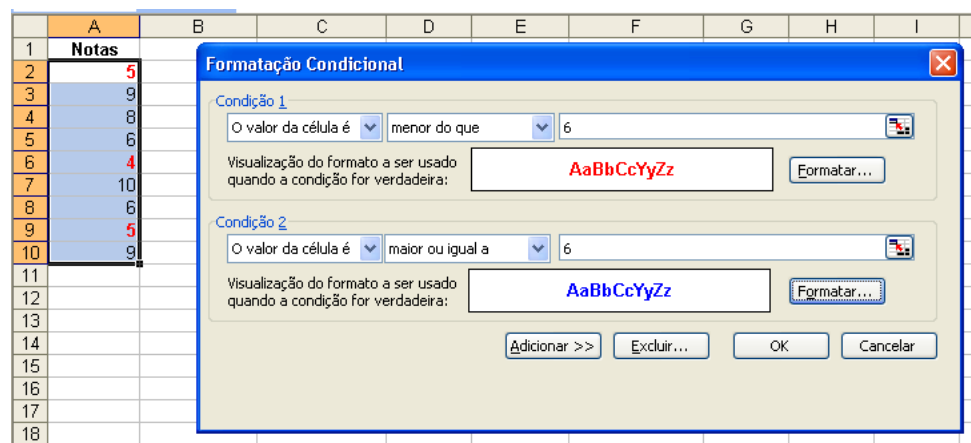 A B C D E F G H I
1 Notas
2 5
3 9
4 8
5 6
6 4
7 10
8 6
9 5
10 9
11
12
13
14
15
16
17
18
Formatação Condicional
Condição 1
O valor da célula é menor do que 6
Visualização do formato a ser usado
quando a condição for verdadeira:
AaBbCcYyZz
Formatar...
Condição 2
O valor da célula é maior ou igual a 6
Visualização do formato a ser usado
quando a condição for verdadeira:
AaBbCcYyZz
Formatar...
Adicionar >> Excluir... OK Cancelar